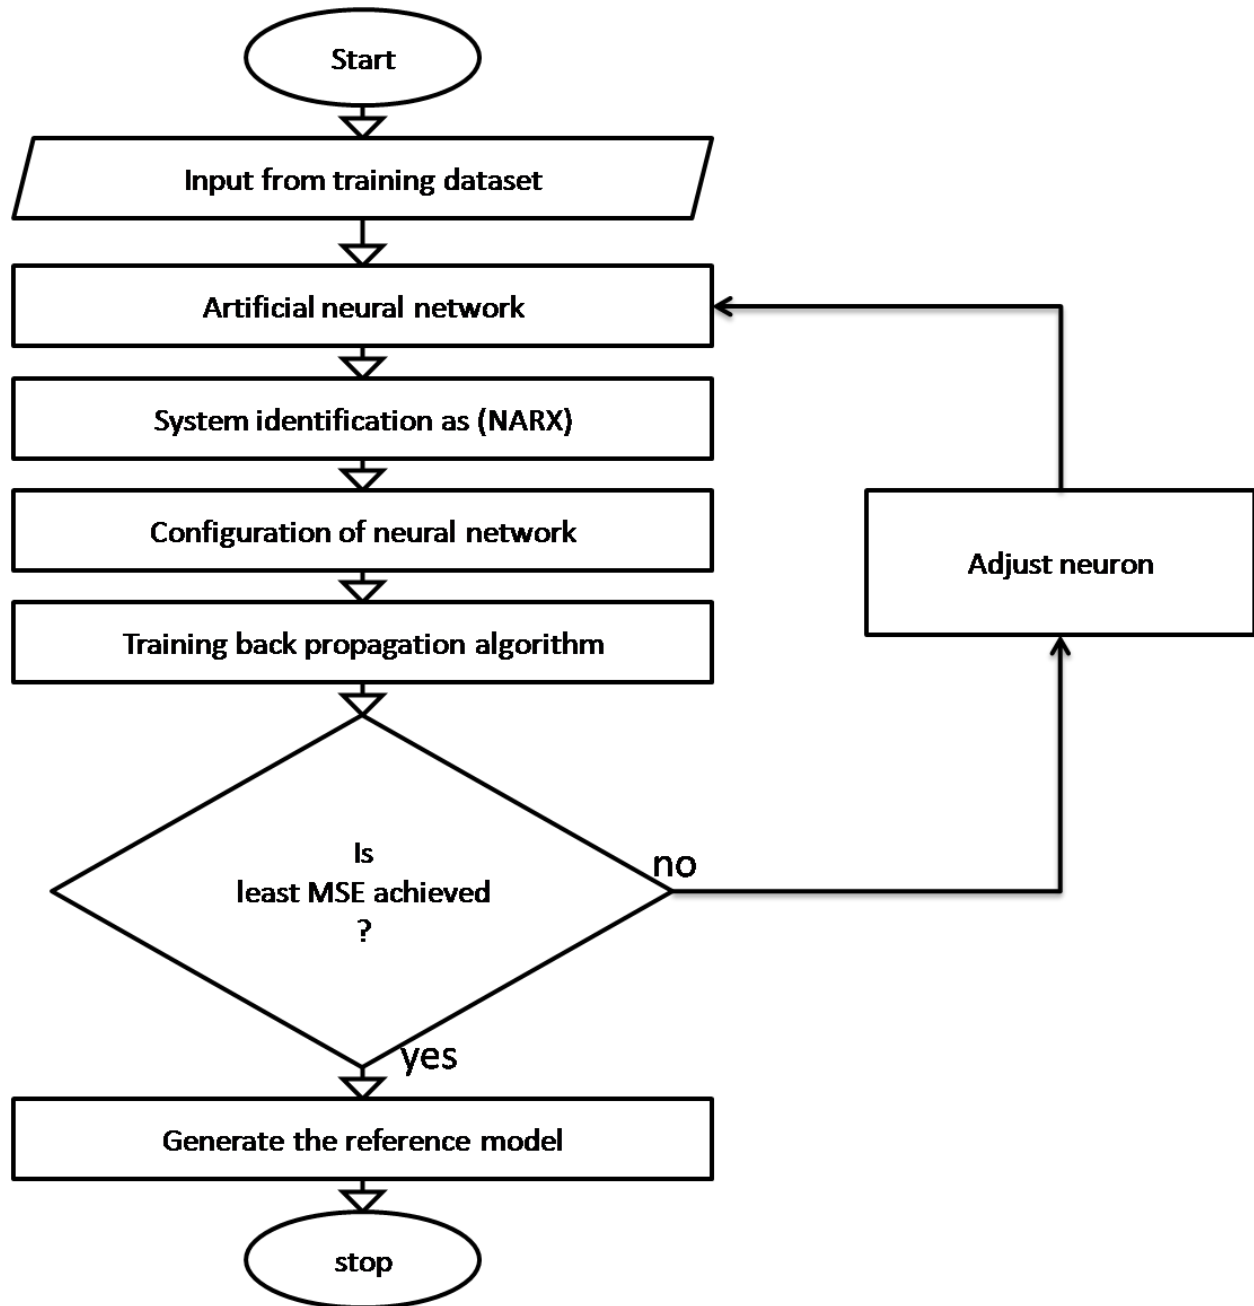 Start
Input from training dataset
Artificial neural network
System identification as (NARX)
Configuration of neural network
Adjust neuron
Training back propagation algorithm
Is
least MSE achieved
?
no
yes
Generate the reference model
stop